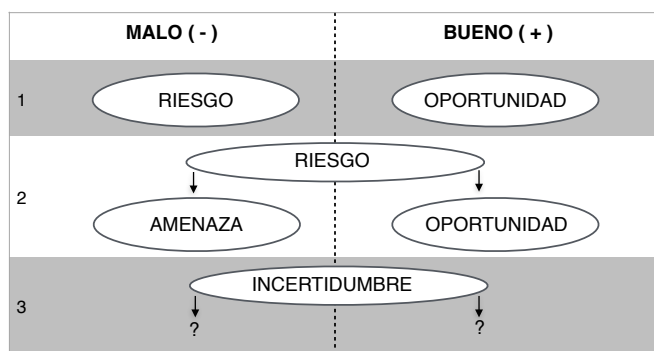 MALO ( - ) BUENO ( + )
1 RIESGO OPORTUNIDAD
RIESGO
2
AMENAZA OPORTUNIDAD
INCERTIDUMBRE
3
? ?